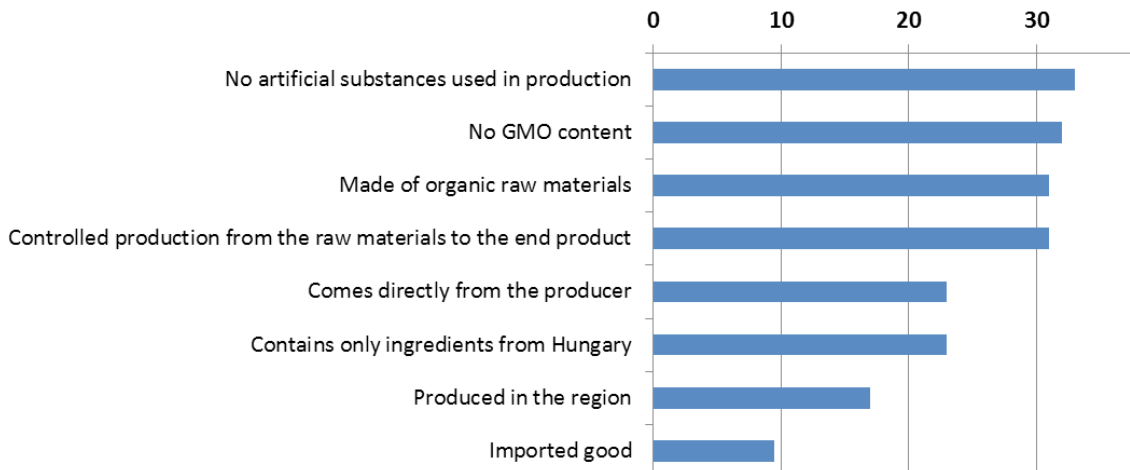 0 10 20 30
No artificial substances used in production
No GMO content
Made of organic raw materials
Controlled production from the raw materials to the end product
Comes directly from the producer
Contains only ingredients from Hungary
Produced in the region
Imported good